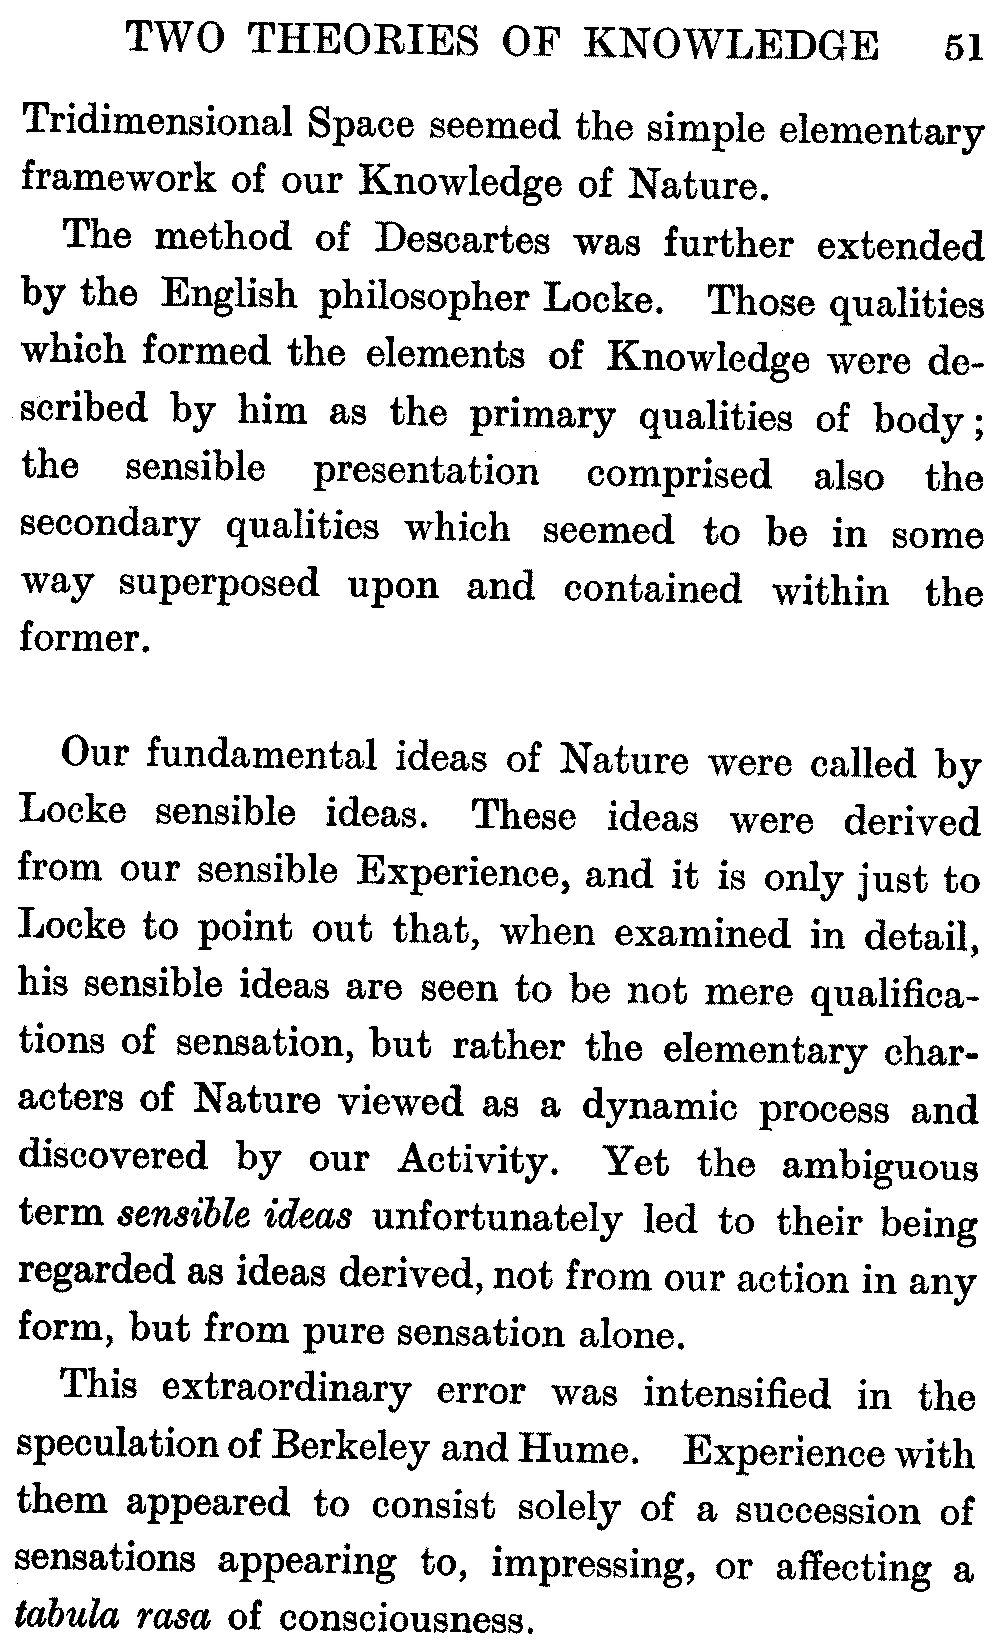 TWO THEORIES OF KNOWLEDGE 51
Tridimensional Space seemed the simple elementary
framework of our Knowledge of Nature.
The method of Descartes was further extended
by the English philosopher Locke. Those qualities
which formed the elements of Knowledge were de-
scribed by him as the primary qualities of body;
the sensible presentation comprised also the
secondary qualities which seemed to be in some
way superposed upon and contained within the
former.
Our fundamental ideas of Nature were called by
Locke sensible ideas. These ideas were derived
from our sensible Experience, and it is only just to
Locke to point out that, when examined in detail,
his sensible ideas are seen to be not mere qualifica-
tions of sensation, but rather the elementary char-
acters of Nature viewed as a dynamic process and
discovered by our Activity. Yet the ambiguous
term sensible ideas unfortunately led to their being
regarded as ideas derived, not from our action in any
form, but from pure sensation alone.
This extraordinary error was intensified in the
speculation of Berkeley and Hume. Experience with
them appeared to consist solely of a succession of
sensations appearing to, impressing, or affecting a
tabula rasa of consciousness.